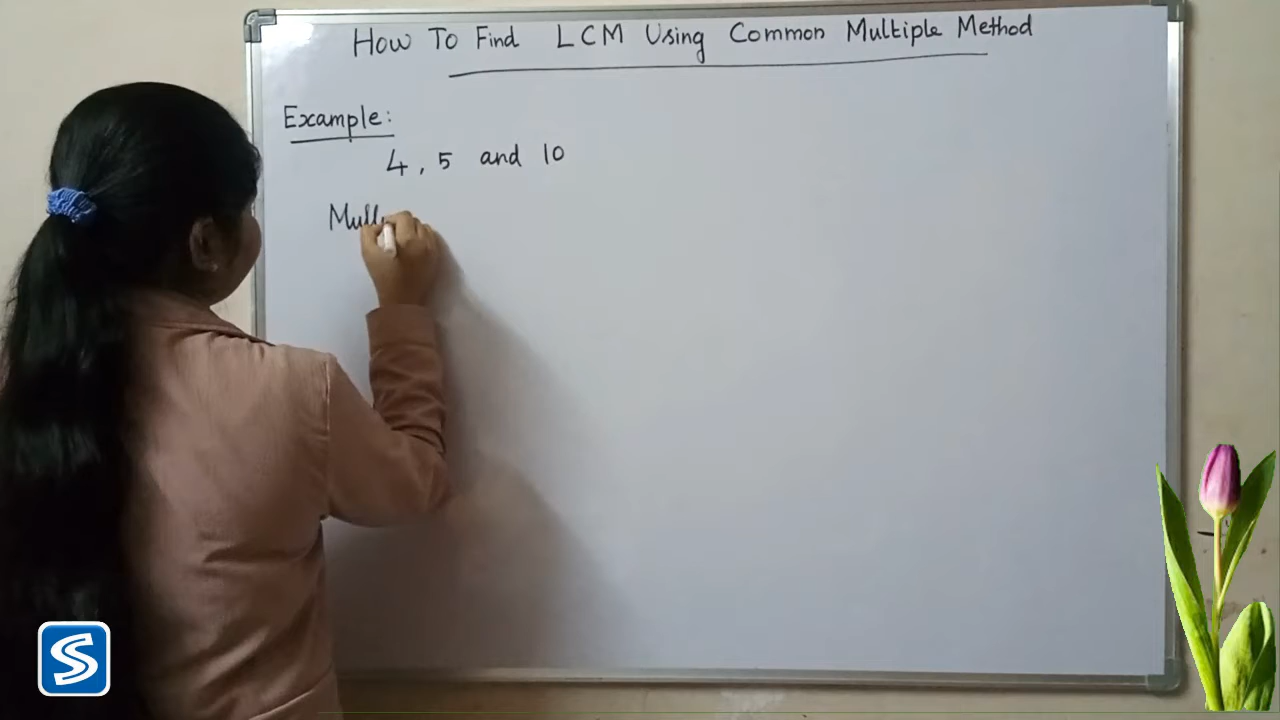 How To Find LCM Using Common Multiple Method
Example:
4, 5 and 10
S